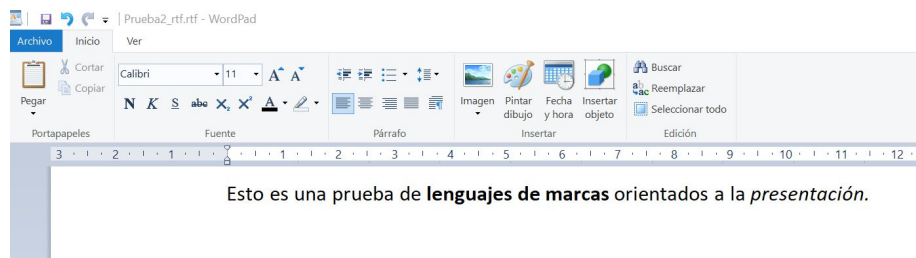 Prueba2_rtf.rtf - WordPad
Archivo Inicio Ver
Pegar
Cortar
Copiar
Portapapeles
Calibri 11 A A
N K S abc X₂ X² A
Fuente
Párrafo
Imagen
Pintar dibujo
Fecha y hora
Insertar objeto
Insertar
Buscar
Reemplazar
Seleccionar todo
Edición
3 2 1 1 2 3 4 5 6 7 8 9 10 11 12
Esto es una prueba de lenguajes de marcas orientados a la presentación.